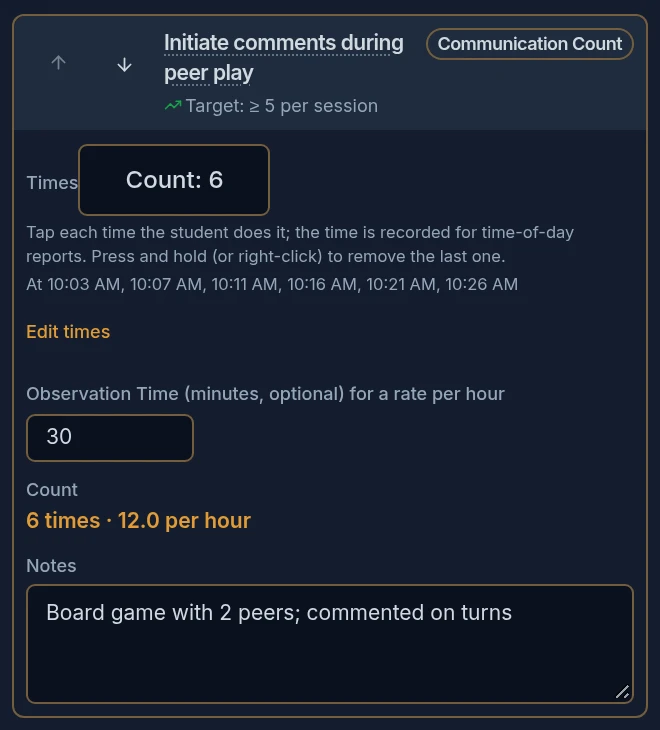 Initiate comments during
peer play
Communication Count
Target: ≥ 5 per session
Times
Count: 6
Tap each time the student does it; the time is recorded for time-of-day
reports. Press and hold (or right-click) to remove the last one.
At 10:03 AM, 10:07 AM, 10:11 AM, 10:16 AM, 10:21 AM, 10:26 AM
Edit times
Observation Time (minutes, optional) for a rate per hour
30
Count
6 times · 12.0 per hour
Notes
Board game with 2 peers; commented on turns